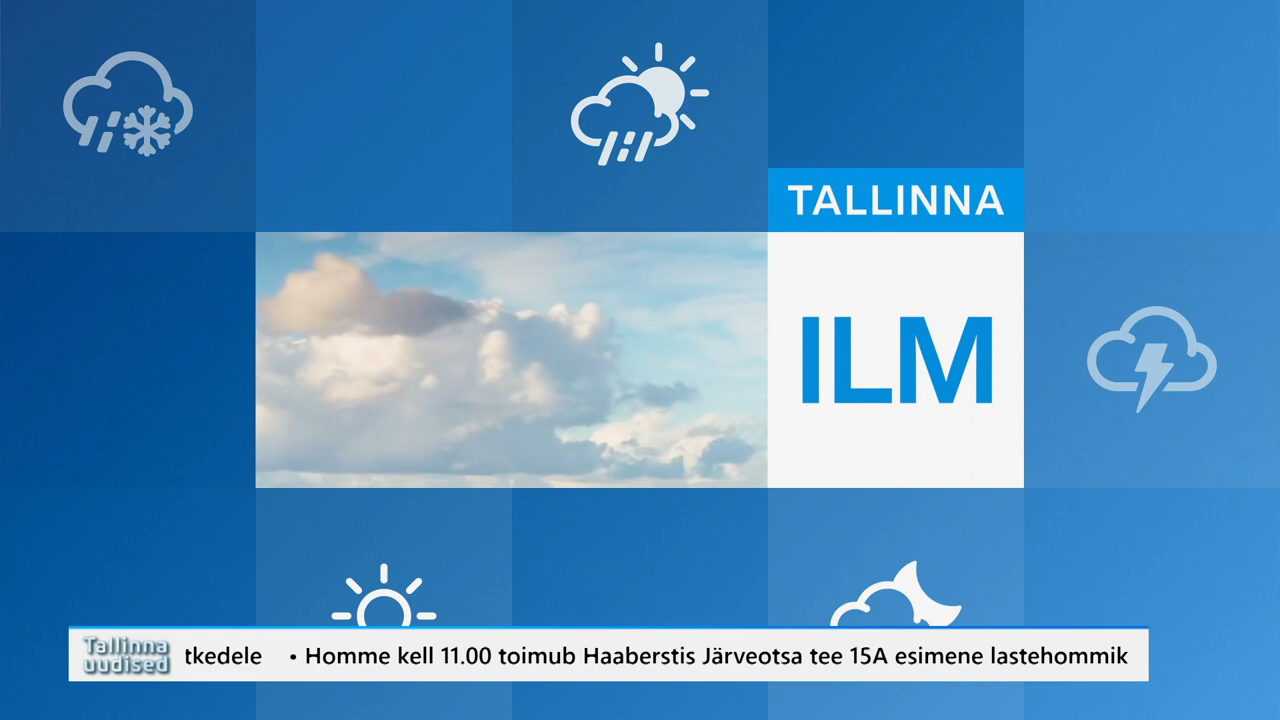 TALLINNA
ILM
Tallinna
uudised
tkedele • Homme kell 11.00 toimub Haaberstis Järveotsa tee 15A esimene lastehommik